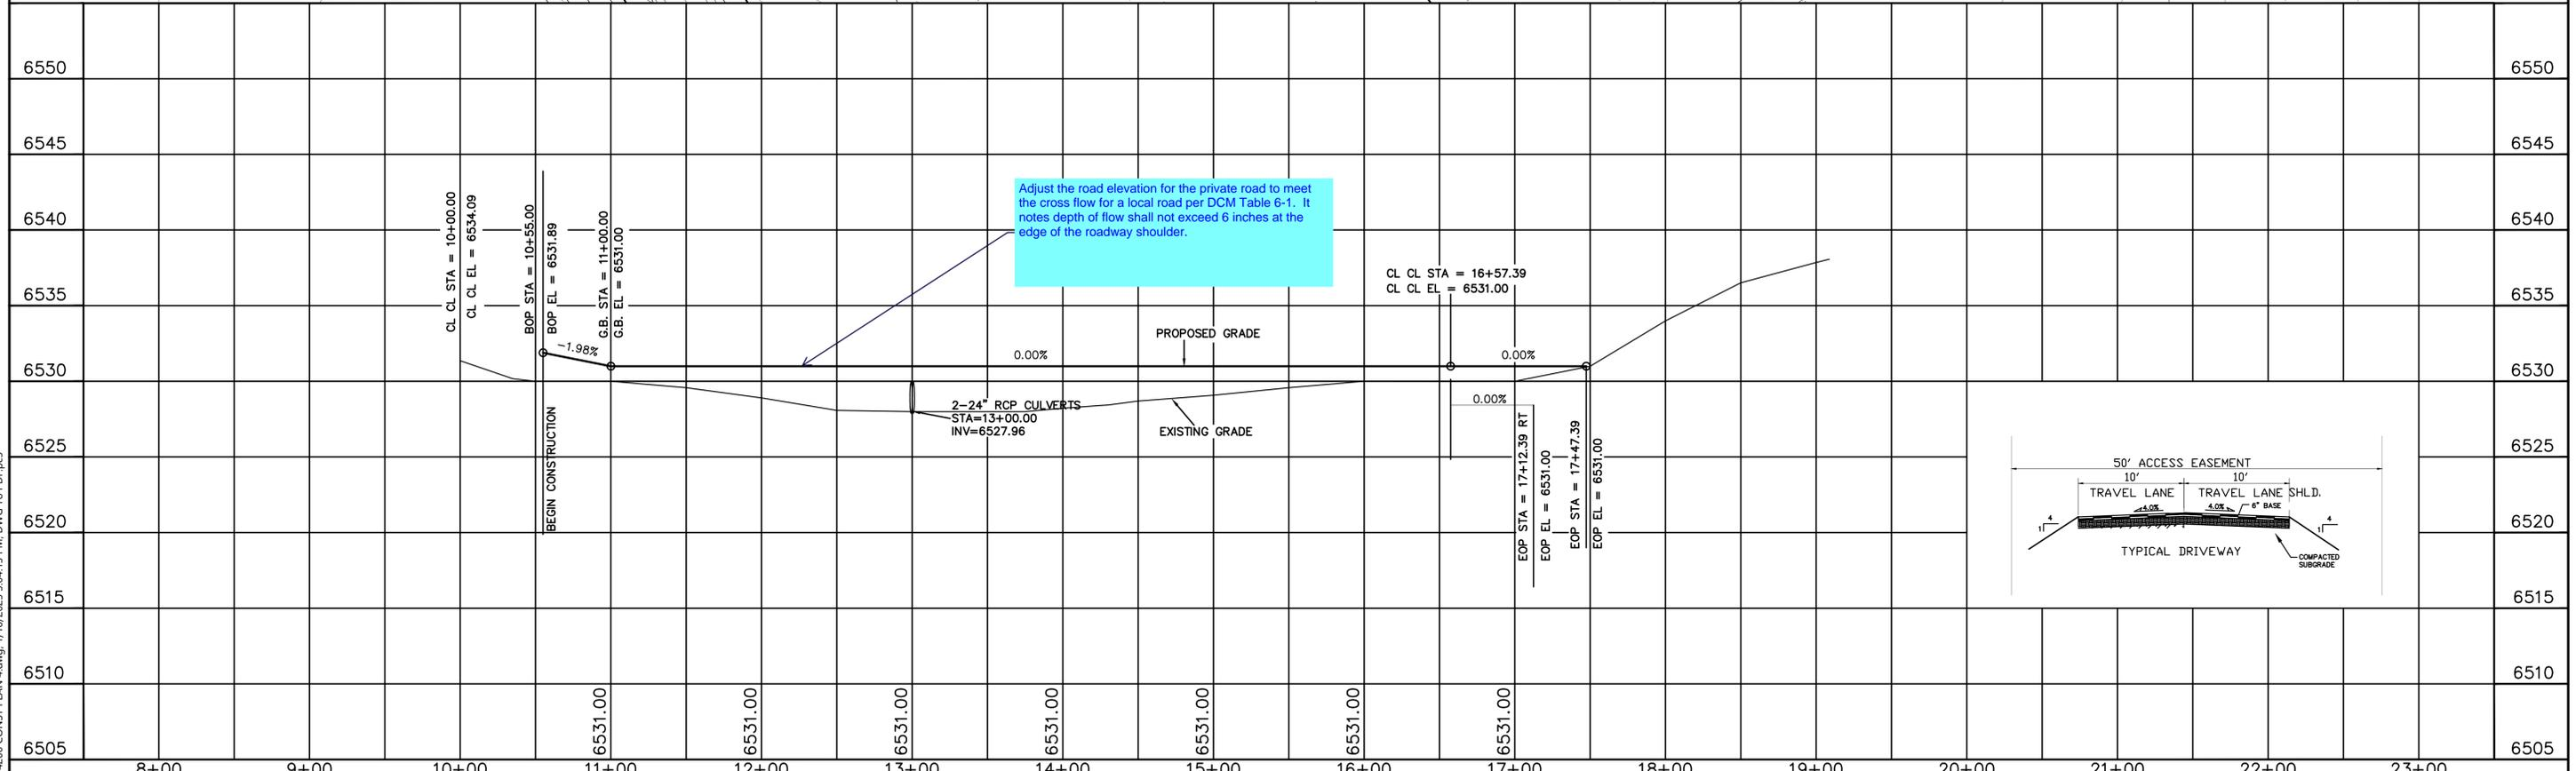 6550
6545
6540
6535
6530
6525
6520
6515
6510
6505
6550
6545
6540
6535
6530
6525
6520
6515
6510
6505
CL CL STA = 10+00.00
CL CL EL = 6534.09
BOP STA = 10+55.00
BOP EL = 6531.89
G.B. STA = 11+00.00
G.B. EL = 6531.00
-1.98%
BEGIN CONSTRUCTION
Adjust the road elevation for the private road to meet
the cross flow for a local road per DCM Table 6-1. It
notes depth of flow shall not exceed 6 inches at the
edge of the roadway shoulder.
CL CL STA = 16+57.39
CL CL EL = 6531.00
PROPOSED GRADE
0.00%
0.00%
2-24" RCP CULVERTS
STA=13+00.00
INV=6527.96
EXISTING GRADE
0.00%
EOP STA = 17+12.39 RT
EOP EL = 6531.00
EOP STA = 17+47.39
EOP EL = 6531.00
50' ACCESS EASEMENT
10' 10'
TRAVEL LANE TRAVEL LANE SHLD.
4.0% 4.0% 6" BASE
4 1
4 1
TYPICAL DRIVEWAY
COMPACTED
SUBGRADE
6531.00 6531.00 6531.00 6531.00 6531.00 6531.00 6531.00
8+00 9+00 10+00 11+00 12+00 13+00 14+00 15+00 16+00 17+00 18+00 19+00 20+00 21+00 22+00 23+00